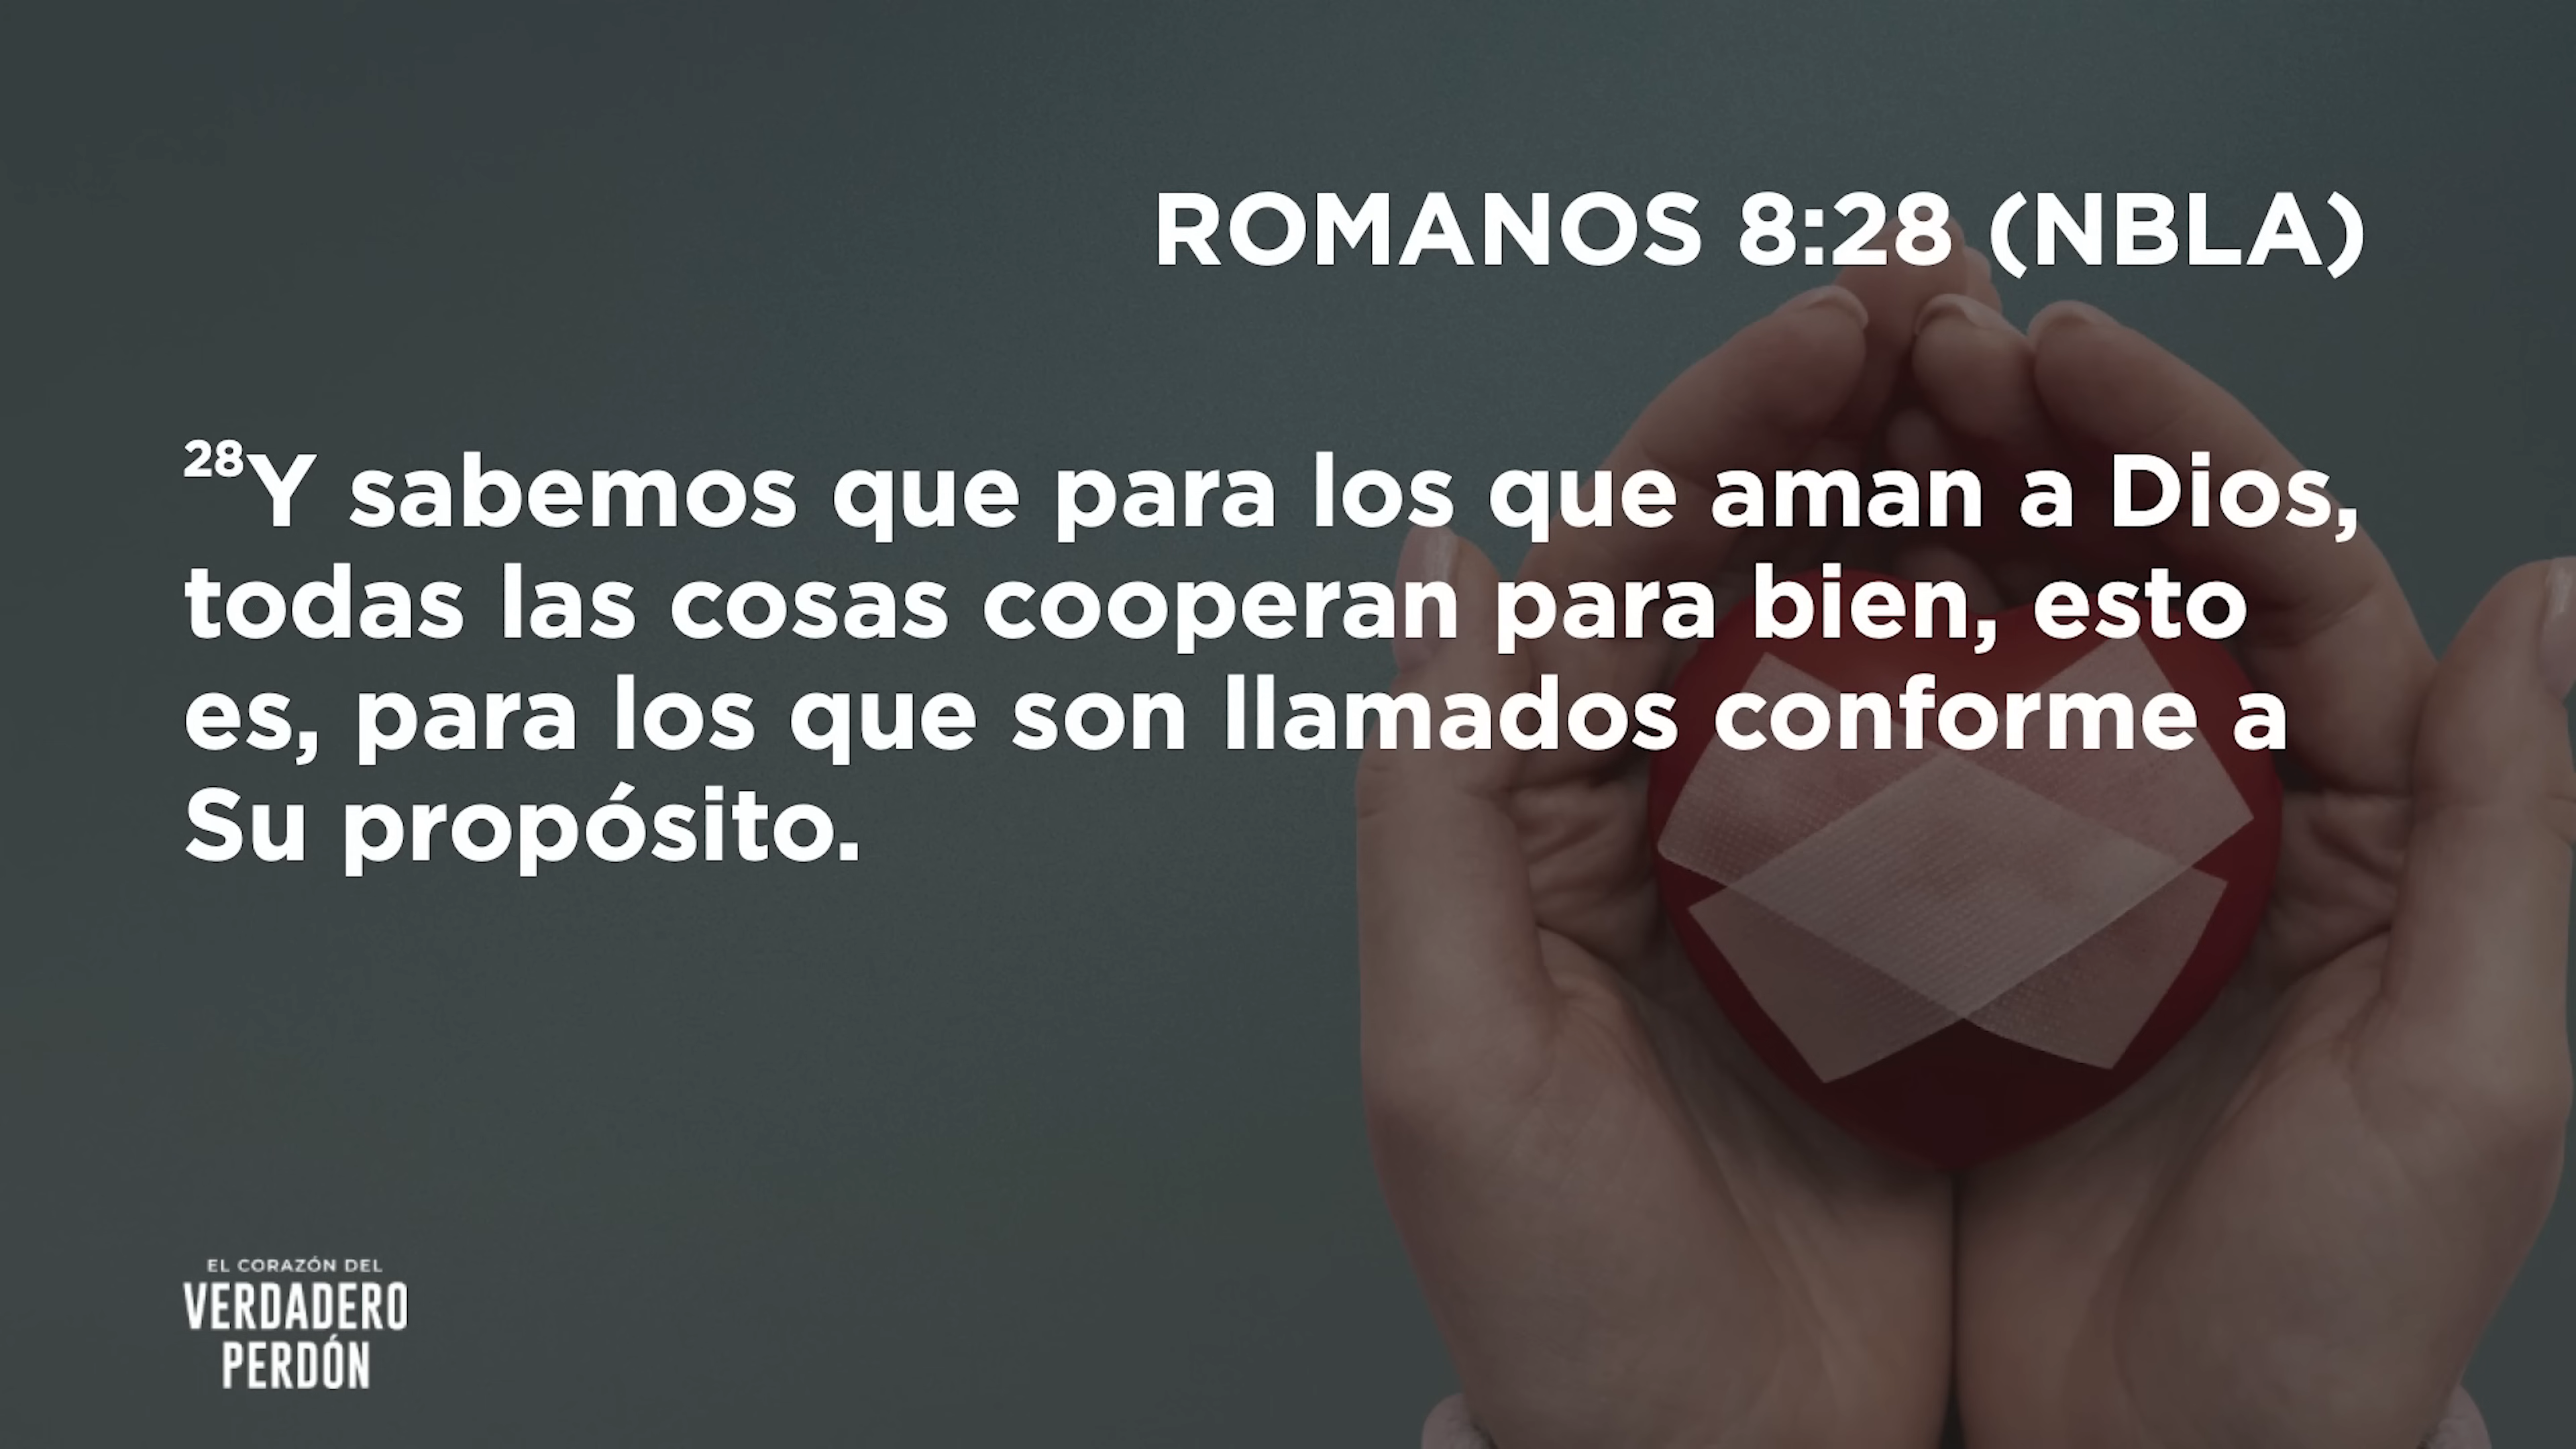 ROMANOS 8:28 (NBLA)
28Y sabemos que para los que aman a Dios,
todas las cosas cooperan para bien, esto
es, para los que son llamados conforme a
Su propósito.
EL CORAZÓN DEL
VERDADERO
PERDÓN